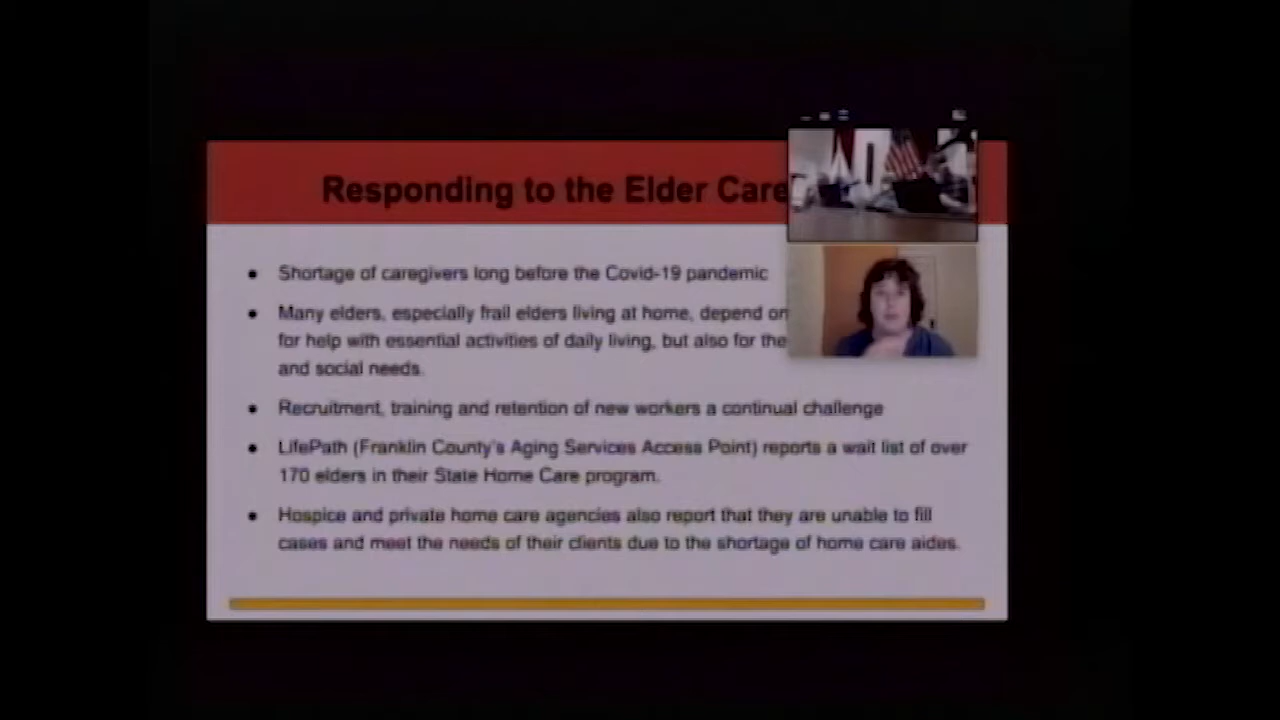 Responding to the Elder Care
Shortage of caregivers long before the Covid-19 pandemic
Many elders, especially frail elders living at home, depend on
for help with essential activities of daily living, but also for the
and social needs.
Recruitment, training and retention of new workers a continual challenge
LifePath (Franklin County's Aging Services Access Point) reports a wait list of over
170 elders in their State Home Care program.
Hospice and private home care agencies also report that they are unable to fill
cases and meet the needs of their clients due to the shortage of home care aides.